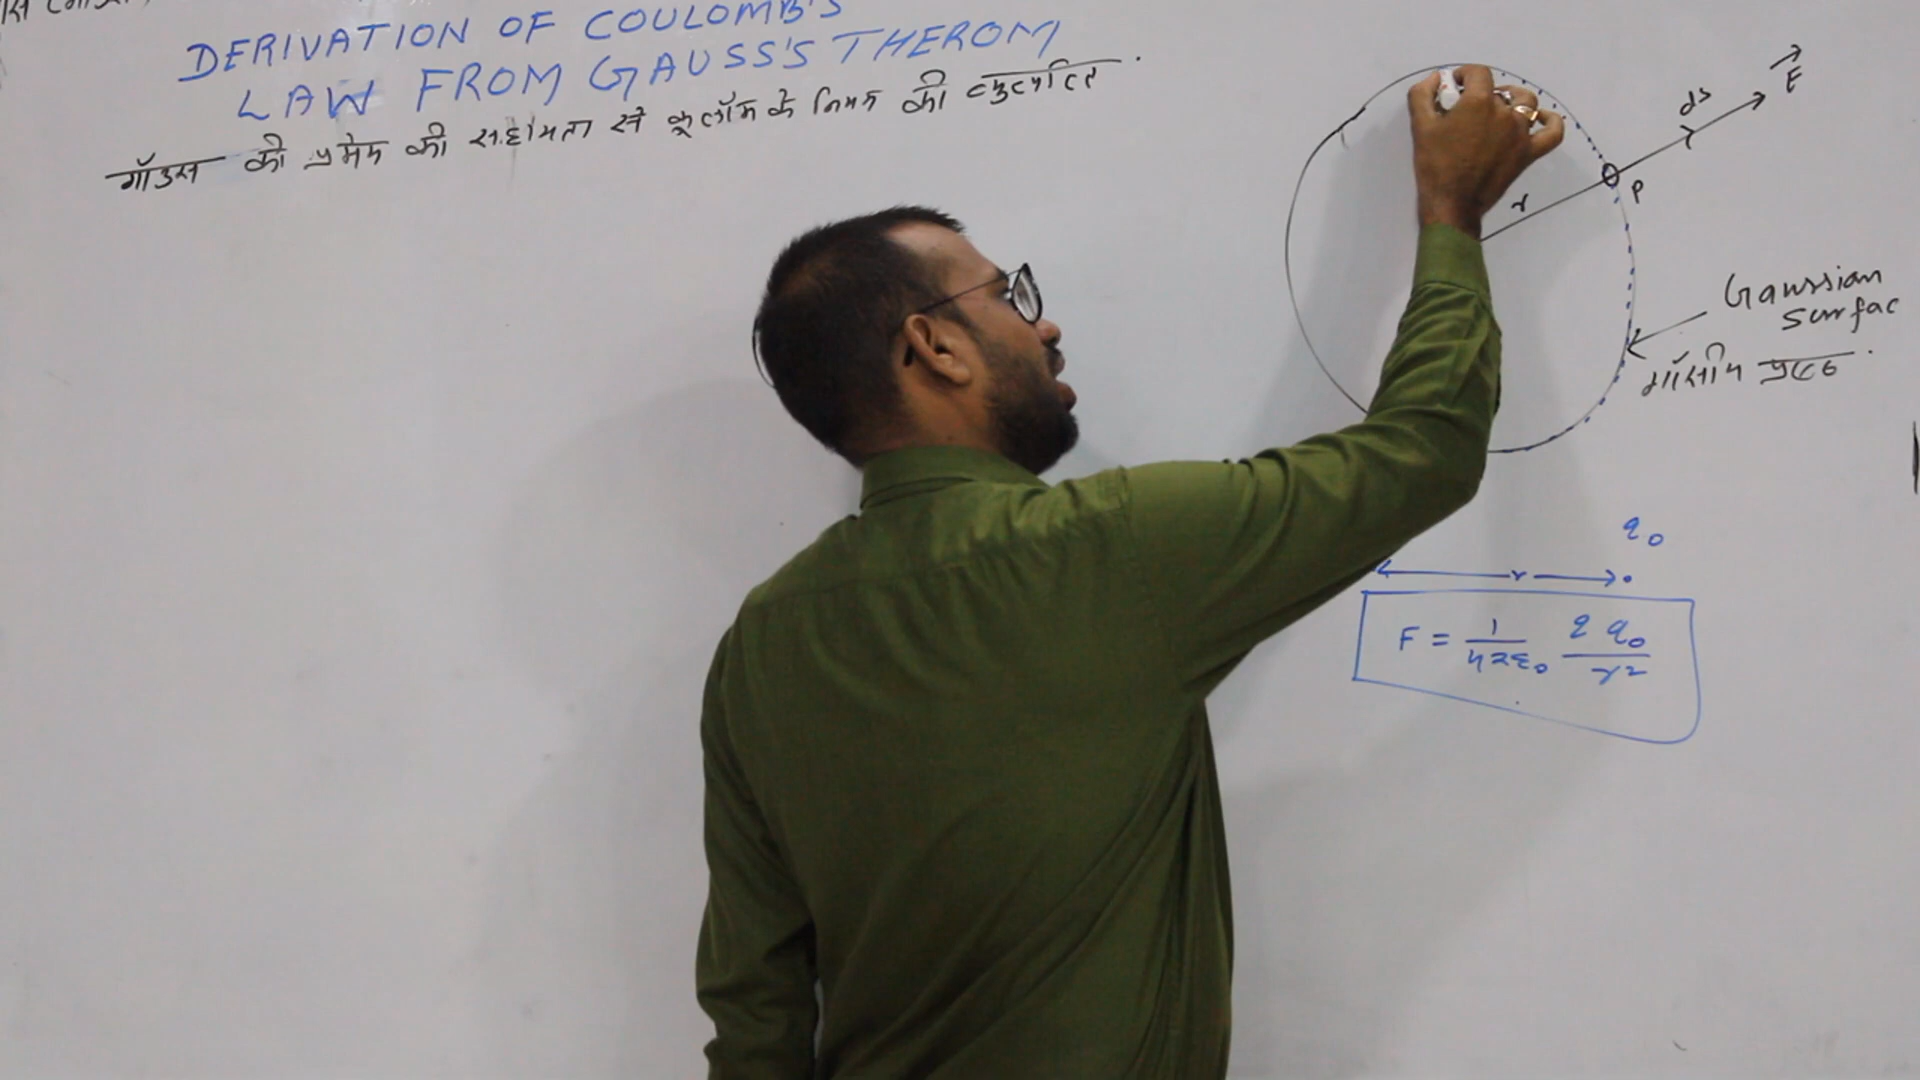 DERIVATION OF COULOMB'S
LAW FROM GAUSS'S THEROM
गॉउस की प्रमेय की सहायता से कूलॉम के नियम की व्युत्पत्ति.
E
ds
P
r
Gaussian
surfac
गॉसीय पृष्ठ.
q₀
r
F = 1/4πε₀ q q₀/r²